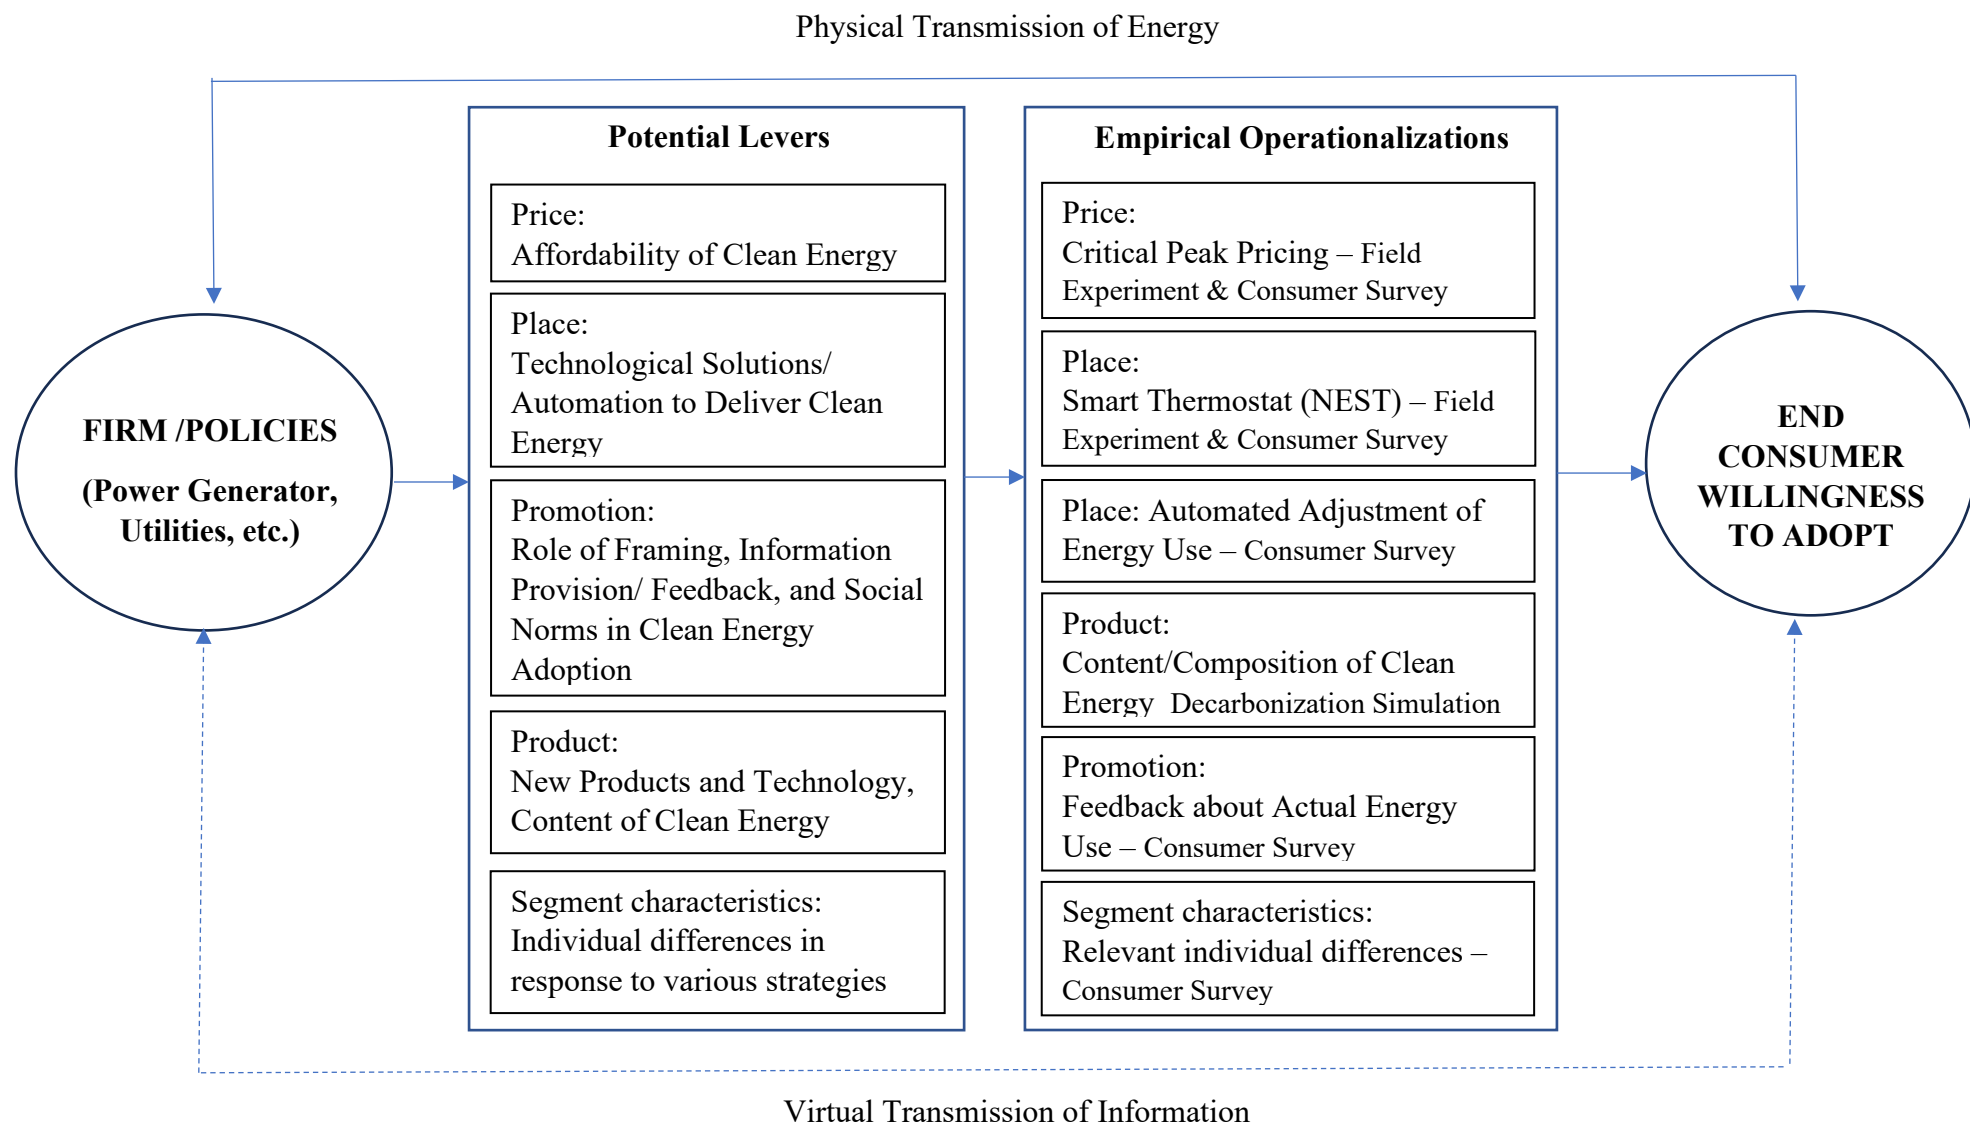 Physical Transmission of Energy
FIRM /POLICIES
(Power Generator,
Utilities, etc.)
Potential Levers
Price:
Affordability of Clean Energy
Place:
Technological Solutions/
Automation to Deliver Clean
Energy
Promotion:
Role of Framing, Information
Provision/ Feedback, and Social
Norms in Clean Energy
Adoption
Product:
New Products and Technology,
Content of Clean Energy
Segment characteristics:
Individual differences in
response to various strategies
Empirical Operationalizations
Price:
Critical Peak Pricing – Field
Experiment & Consumer Survey
Place:
Smart Thermostat (NEST) – Field
Experiment & Consumer Survey
Place: Automated Adjustment of
Energy Use – Consumer Survey
Product:
Content/Composition of Clean
Energy Decarbonization Simulation
Promotion:
Feedback about Actual Energy
Use – Consumer Survey
Segment characteristics:
Relevant individual differences –
Consumer Survey
END
CONSUMER
WILLINGNESS
TO ADOPT
Virtual Transmission of Information